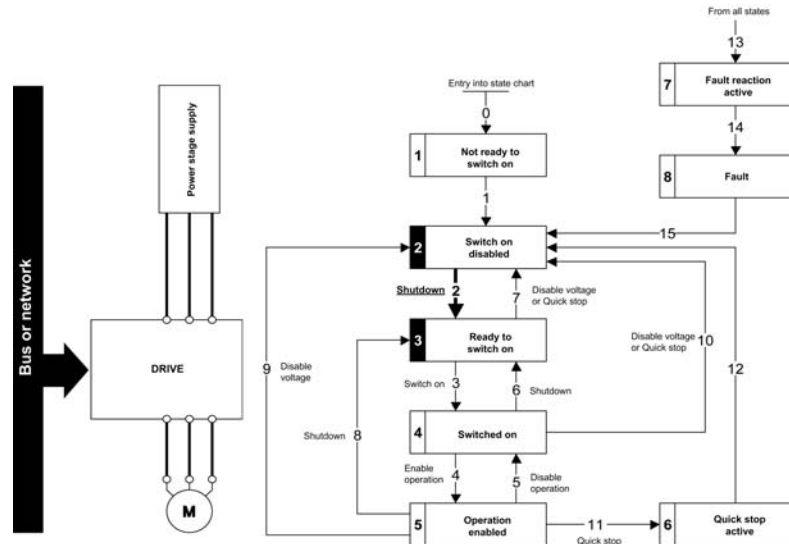 Bus or network
Power stage supply
DRIVE
M
Entry into state chart
0
1
Not ready to
switch on
1
2
Switch on
disabled
Shutdown 2
7
Disable voltage
or Quick stop
3
Ready to
switch on
Switch on 3
6 Shutdown
4
Switched on
Enable
operation
4
5
Disable
operation
5
Operation
enabled
9
Disable
voltage
Shutdown 8
11
Quick stop
6
Quick stop
active
Disable voltage
or Quick stop
10
12
From all states
13
7
Fault reaction
active
14
8
Fault
15